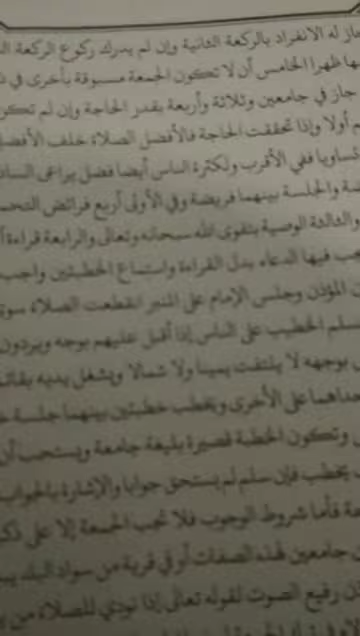 جاز له الانفراد بالركعة الثانية وإن لم يدرك ركوع الركعة
ظهرا الخامس أن لا تكون الجمعة مسبوقة بأخرى في
جاز في جامعين وثلاثة وأربعة بقدر الحاجة وإن لم تكن
أولا وإذا تحققت الحاجة فالأفضل الصلاة خلف الأفضل
تساويا ففي الأقرب ولكثرة الناس أيضا فضل يراعى
والجلسة بينهما فريضة وفي الأولى أربع فرائض
والثالثة الوصية بتقوى الله سبحانه وتعالى والرابعة قراءة
فيها الدعاء بدل القراءة واستماع الخطبتين واجب
المؤذن وجلس الإمام على المنبر انقطعت الصلاة
يسلم الخطيب على الناس إذا أقبل عليهم بوجه ويردون
بوجهه لا يلتفت يمينا ولا شمالا ويشغل يديه
على الأخرى ويخطب خطبتين بينهما جلسة
وتكون الخطبة قصيرة بليغة جامعة ويستحب أن
يخطب فإن سلم لم يستحق جوابا والإشارة بالجواب
فأما شروط الوجوب فلا تجب الجمعة إلا على
جامعين لهذه الصفات أو في قرية من سواد البلد
رفيع الصوت لقوله تعالى إذا نودي للصلاة من